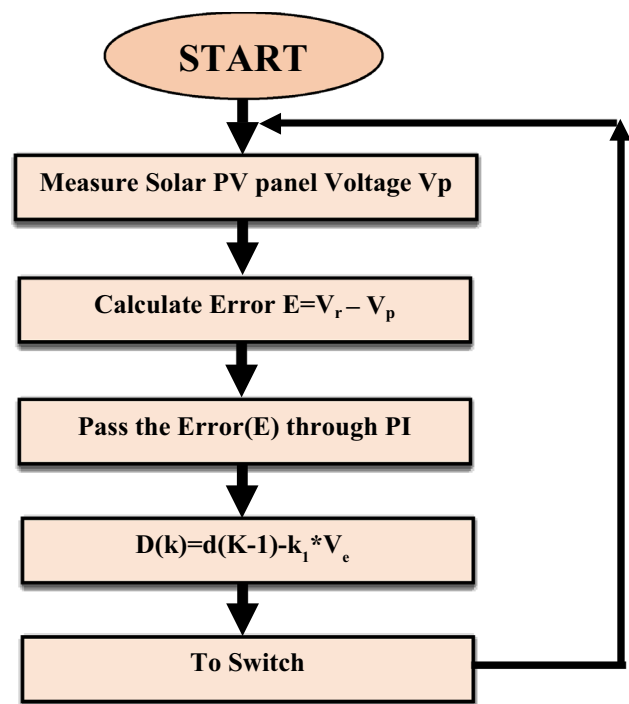 START
Measure Solar PV panel Voltage Vp
Calculate Error E=Vᵣ – Vₚ
Pass the Error(E) through PI
D(k)=d(K-1)-k₁*Vₑ
To Switch